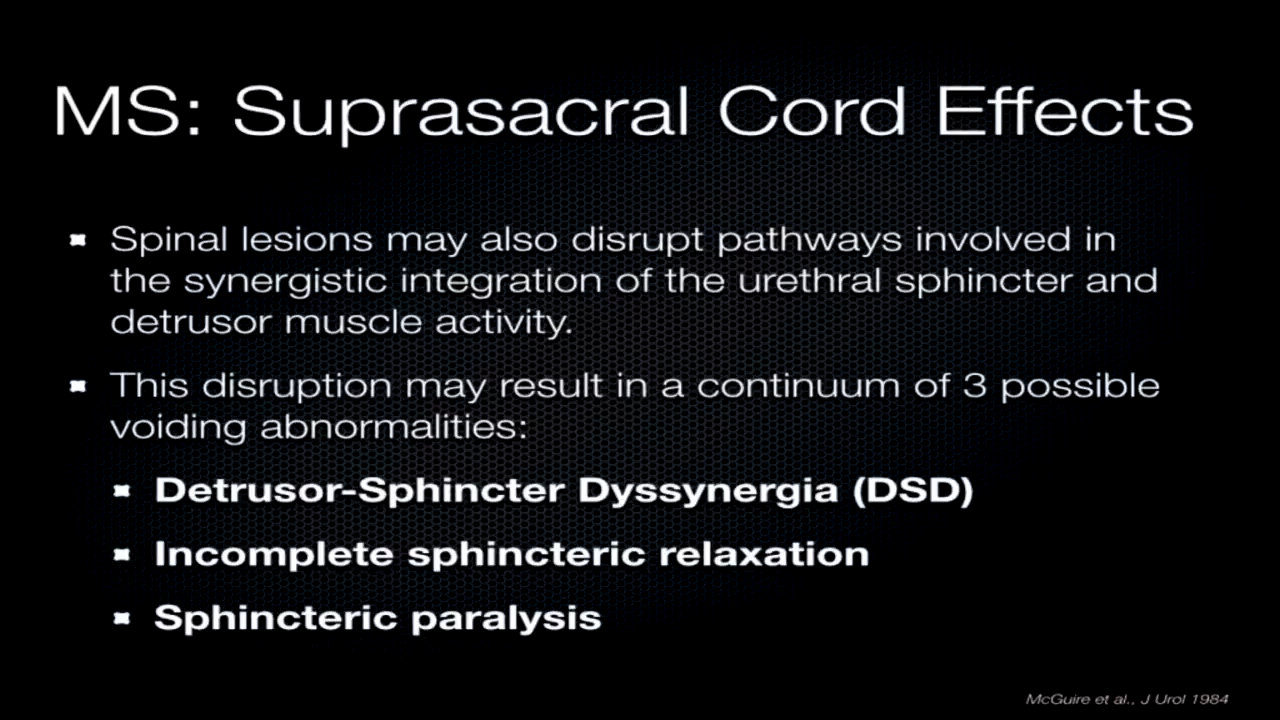 MS: Suprasacral Cord Effects
Spinal lesions may also disrupt pathways involved in
the synergistic integration of the urethral sphincter and
detrusor muscle activity.
This disruption may result in a continuum of 3 possible
voiding abnormalities:
Detrusor-Sphincter Dyssynergia (DSD)
Incomplete sphincteric relaxation
Sphincteric paralysis
McGuire et al., J Urol 1984